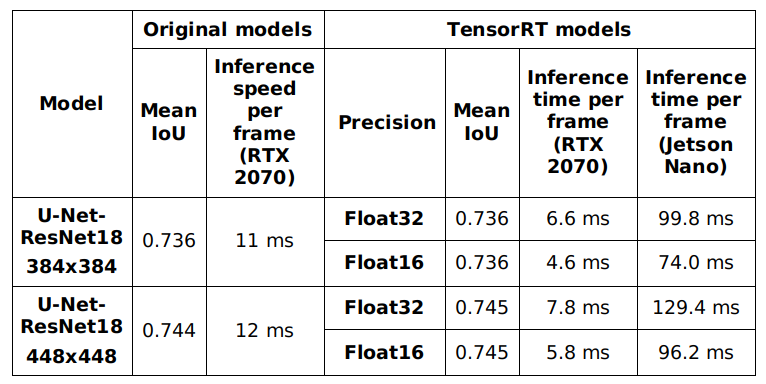 Original models
TensorRT models
Model
Mean
IoU
Inference
speed
per
frame
(RTX
2070)
Precision
Mean
IoU
Inference
time per
frame
(RTX
2070)
Inference
time per
frame
(Jetson
Nano)
U-Net-
ResNet18
384x384
0.736
11 ms
Float32
0.736
6.6 ms
99.8 ms
Float16
0.736
4.6 ms
74.0 ms
U-Net-
ResNet18
448x448
0.744
12 ms
Float32
0.745
7.8 ms
129.4 ms
Float16
0.745
5.8 ms
96.2 ms